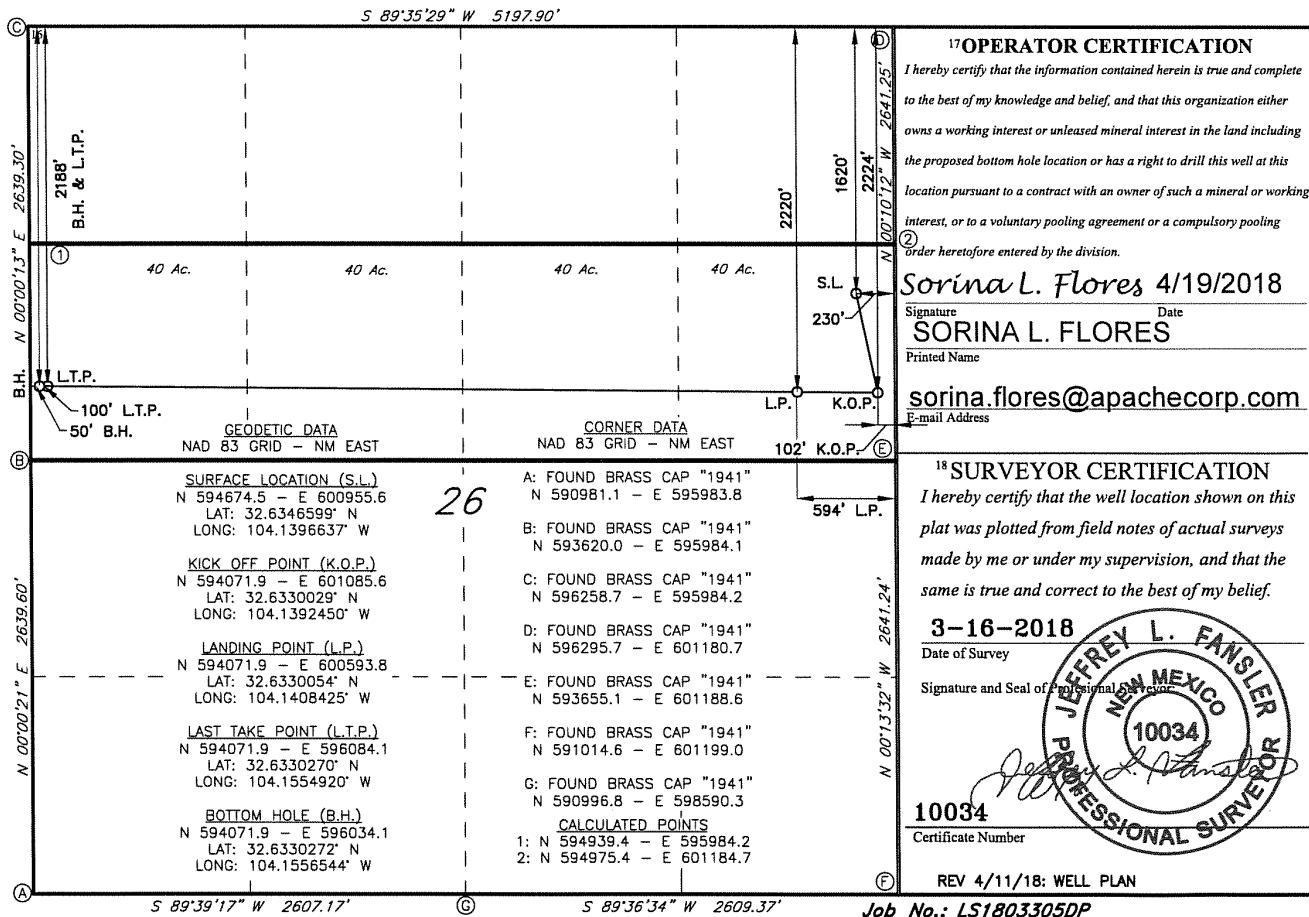 S 89°35'29" W 5197.90'
C
16
D
2188'
B.H. & L.T.P.
N 00°00'13" E 2639.30'
2220'
1620'
2224'
N 00°10'12" W 2641.25'
1
2
40 Ac.
40 Ac.
40 Ac.
40 Ac.
S.L.
230'
B.H.
L.T.P.
100' L.T.P.
50' B.H.
L.P.
K.O.P.
102' K.O.P.
E
B
594' L.P.
GEODETIC DATA
NAD 83 GRID – NM EAST
SURFACE LOCATION (S.L.)
N 594674.5 – E 600955.6
LAT: 32.6346599° N
LONG: 104.1396637° W
KICK OFF POINT (K.O.P.)
N 594071.9 – E 601085.6
LAT: 32.6330029° N
LONG: 104.1392450° W
LANDING POINT (L.P.)
N 594071.9 – E 600593.8
LAT: 32.6330054° N
LONG: 104.1408425° W
LAST TAKE POINT (L.T.P.)
N 594071.9 – E 596084.1
LAT: 32.6330270° N
LONG: 104.1554920° W
BOTTOM HOLE (B.H.)
N 594071.9 – E 596034.1
LAT: 32.6330272° N
LONG: 104.1556544° W
26
CORNER DATA
NAD 83 GRID – NM EAST
A: FOUND BRASS CAP "1941"
N 590981.1 – E 595983.8
B: FOUND BRASS CAP "1941"
N 593620.0 – E 595984.1
C: FOUND BRASS CAP "1941"
N 596258.7 – E 595984.2
D: FOUND BRASS CAP "1941"
N 596295.7 – E 601180.7
E: FOUND BRASS CAP "1941"
N 593655.1 – E 601188.6
F: FOUND BRASS CAP "1941"
N 591014.6 – E 601199.0
G: FOUND BRASS CAP "1941"
N 590996.8 – E 598590.3
CALCULATED POINTS
1: N 594939.4 – E 595984.2
2: N 594975.4 – E 601184.7
N 00°00'21" E 2639.60'
N 00°13'32" W 2641.24'
A
G
F
S 89°39'17" W 2607.17'
S 89°36'34" W 2609.37'
17 OPERATOR CERTIFICATION
I hereby certify that the information contained herein is true and complete
to the best of my knowledge and belief, and that this organization either
owns a working interest or unleased mineral interest in the land including
the proposed bottom hole location or has a right to drill this well at this
location pursuant to a contract with an owner of such a mineral or working
interest, or to a voluntary pooling agreement or a compulsory pooling
order heretofore entered by the division.
Sorina L. Flores 4/19/2018
Signature Date
SORINA L. FLORES
Printed Name
sorina.flores@apachecorp.com
E-mail Address
18 SURVEYOR CERTIFICATION
I hereby certify that the well location shown on this
plat was plotted from field notes of actual surveys
made by me or under my supervision, and that the
same is true and correct to the best of my belief.
3-16-2018
Date of Survey
Signature and Seal of Profesional Surveyor:
JEFFREY L. FANSLER
NEW MEXICO
10034
PROFESSIONAL SURVEYOR
Jeffrey L. Fansler
10034
Certificate Number
REV 4/11/18: WELL PLAN
Job No.: LS1803305DP